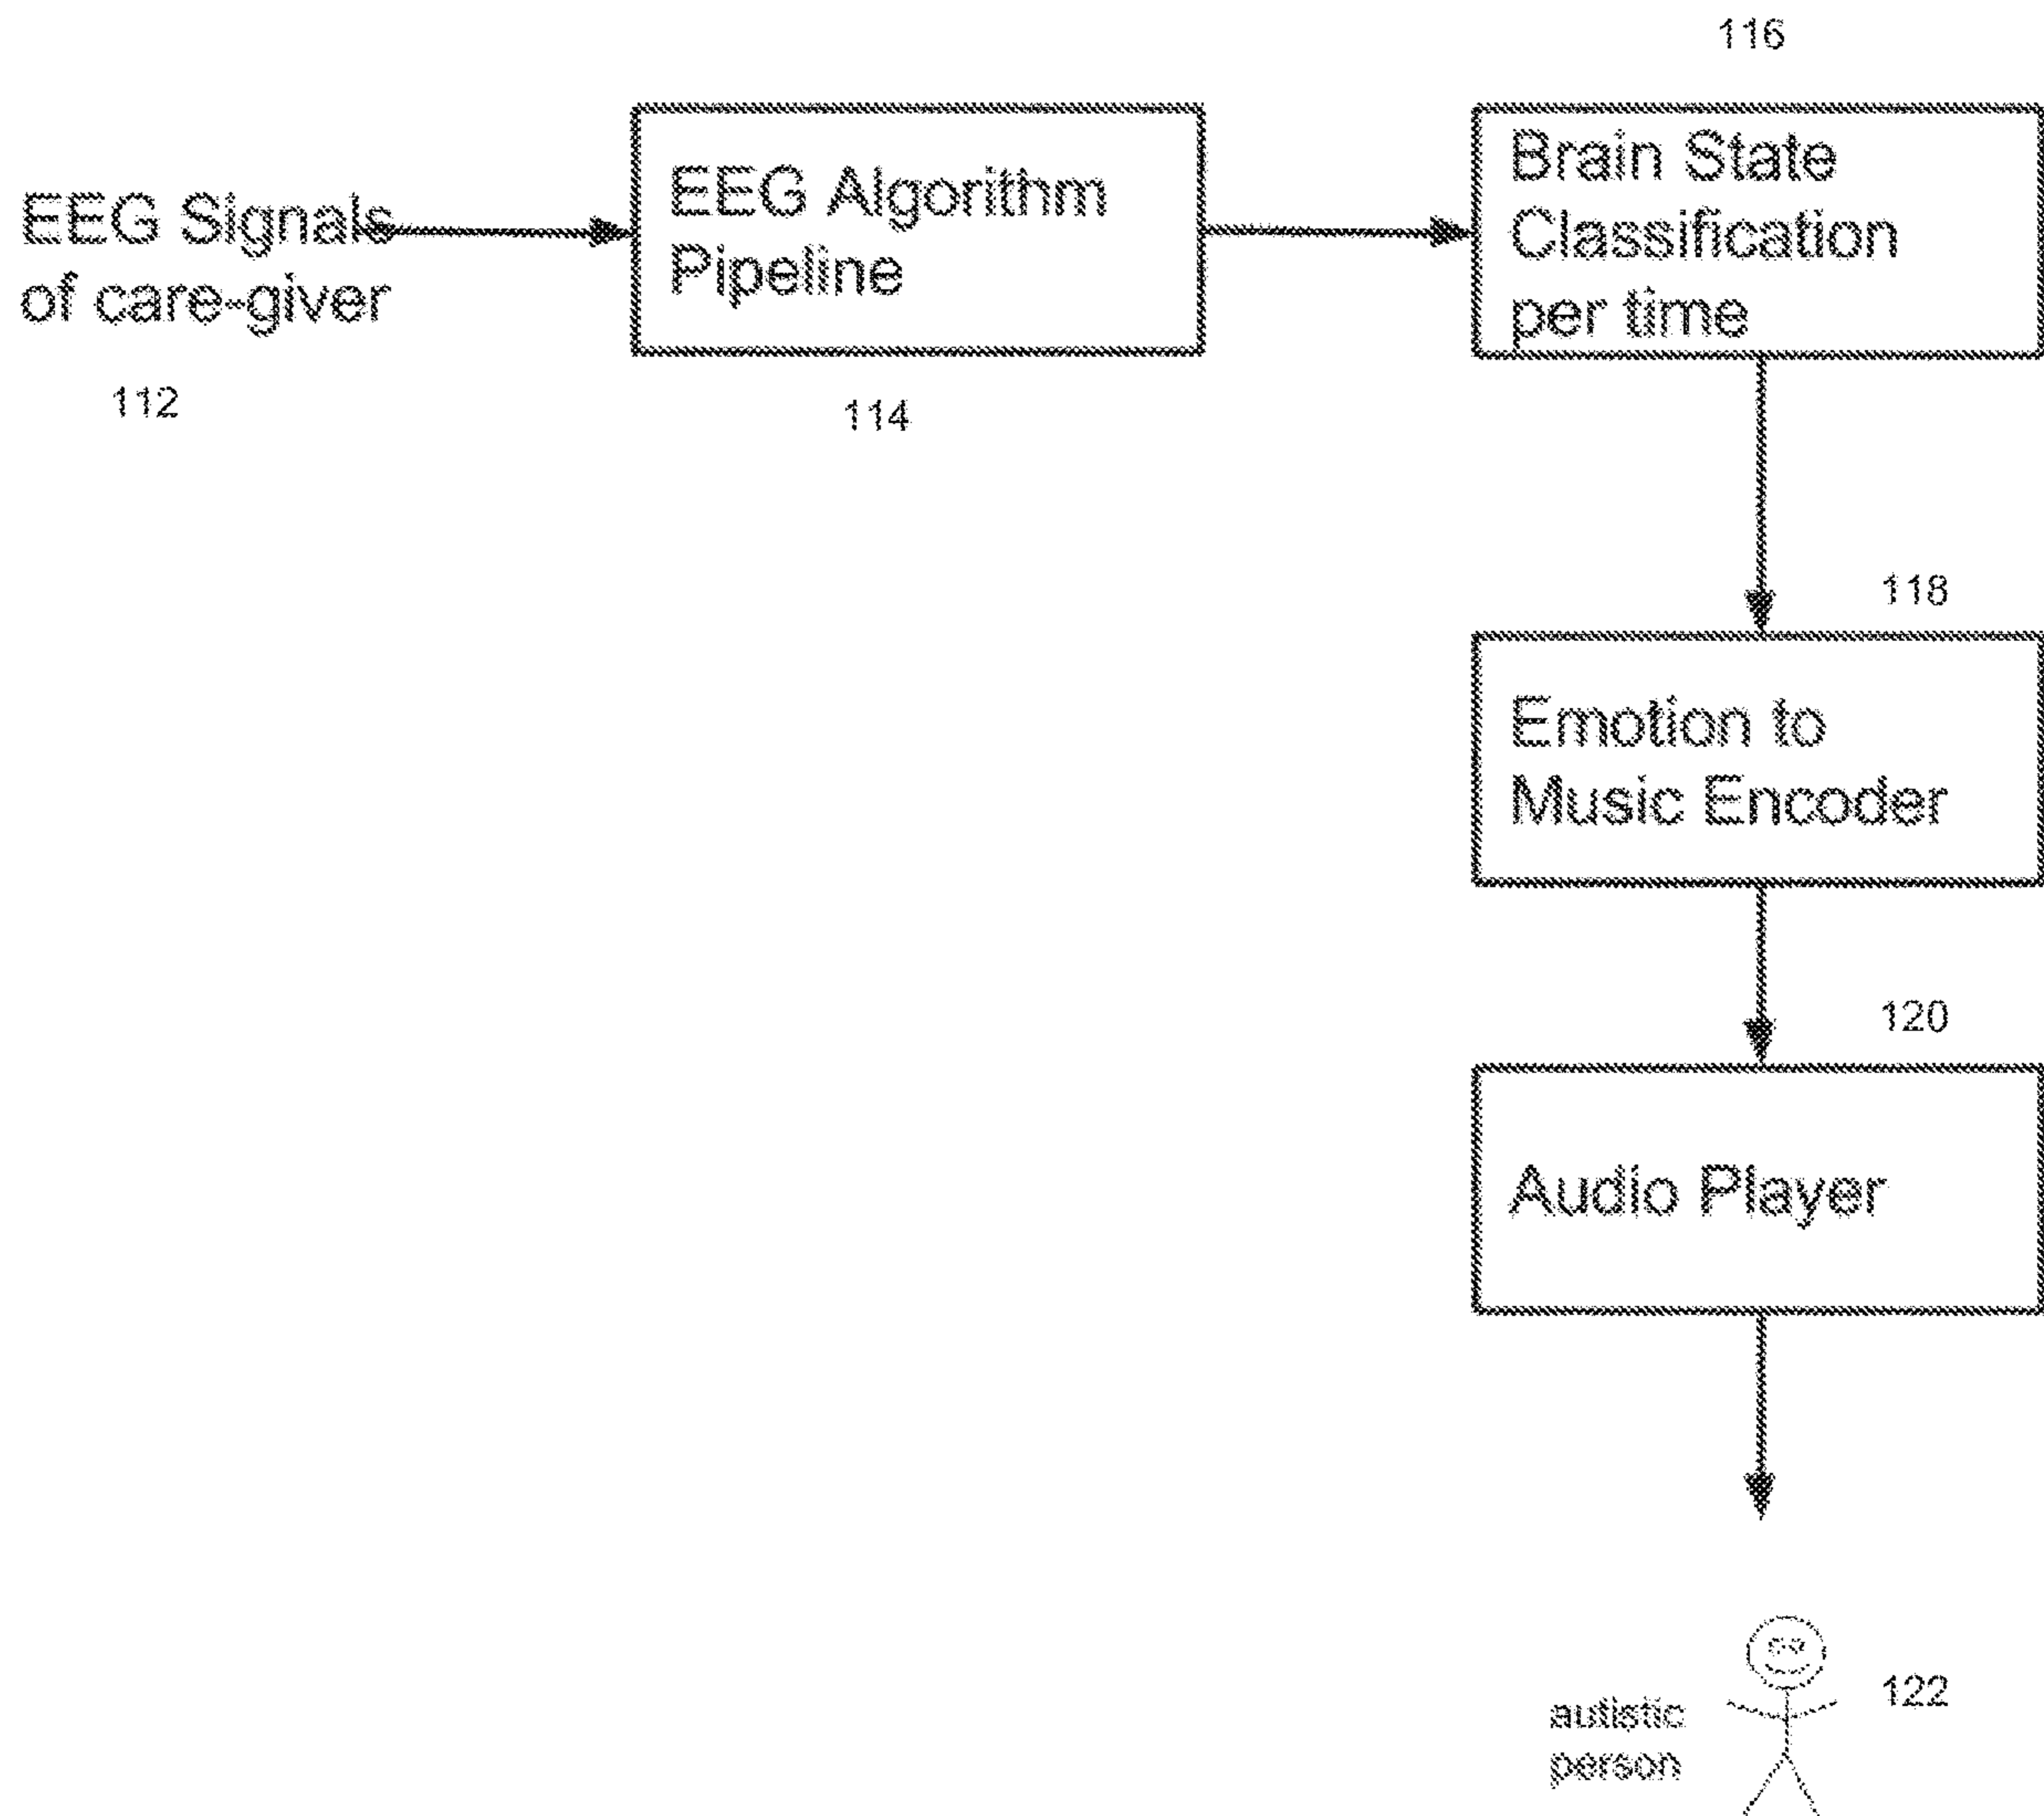 116
EEG Signals
of care-giver
112
EEG Algorithm
Pipeline
114
Brain State
Classification
per time
118
Emotion to
Music Encoder
120
Audio Player
autistic
person
122